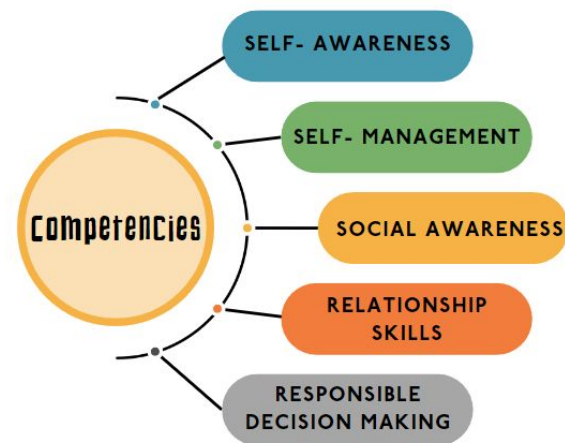 SELF- AWARENESS
SELF- MANAGEMENT
competencies
SOCIAL AWARENESS
RELATIONSHIP
SKILLS
RESPONSIBLE
DECISION MAKING